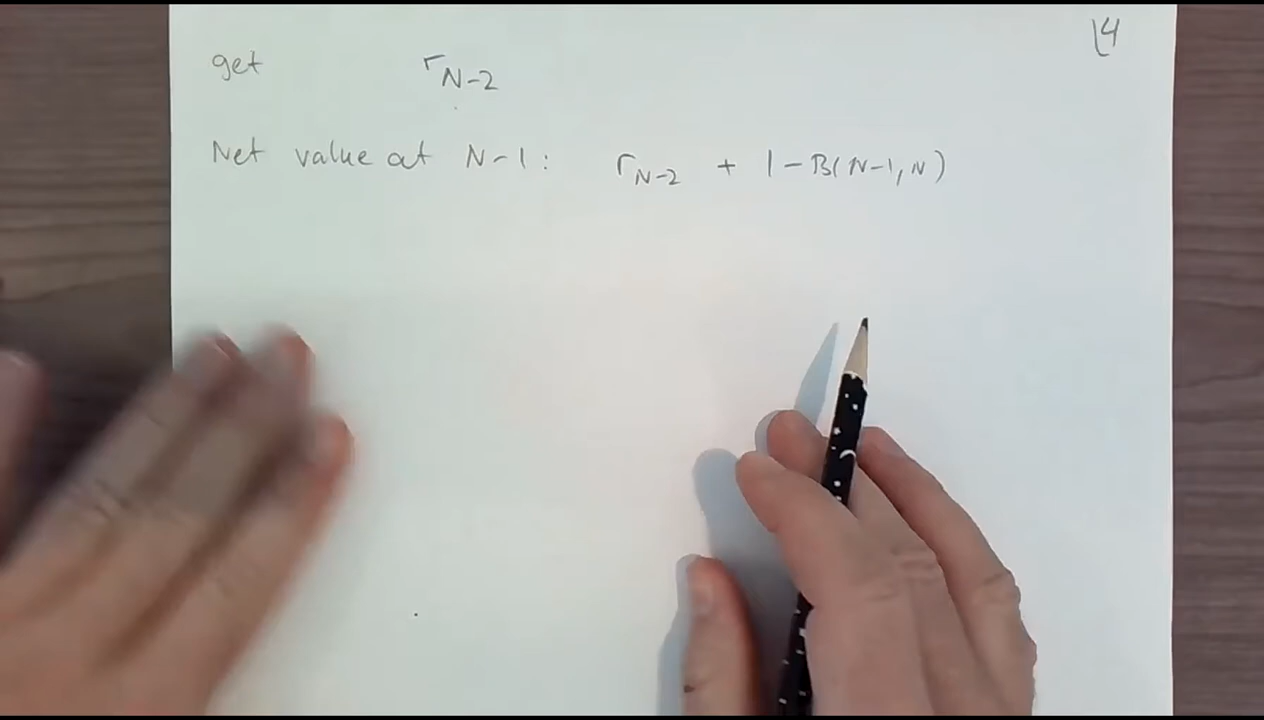 14
get r_{N-2}
Net value at N-1: r_{N-2} + 1 - B(N-1, N)